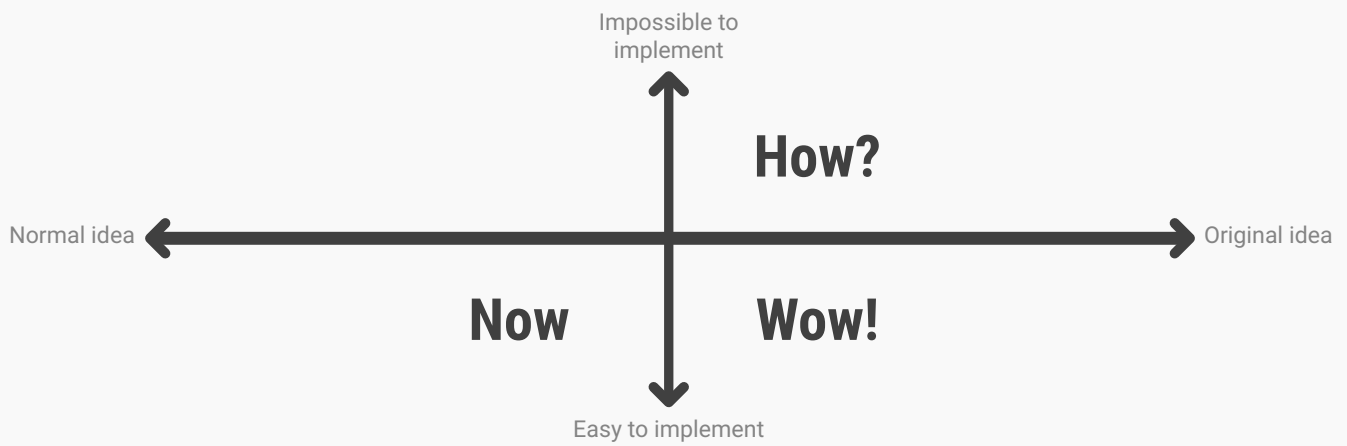 Impossible to
implement
How?
Normal idea
Original idea
Now
Wow!
Easy to implement